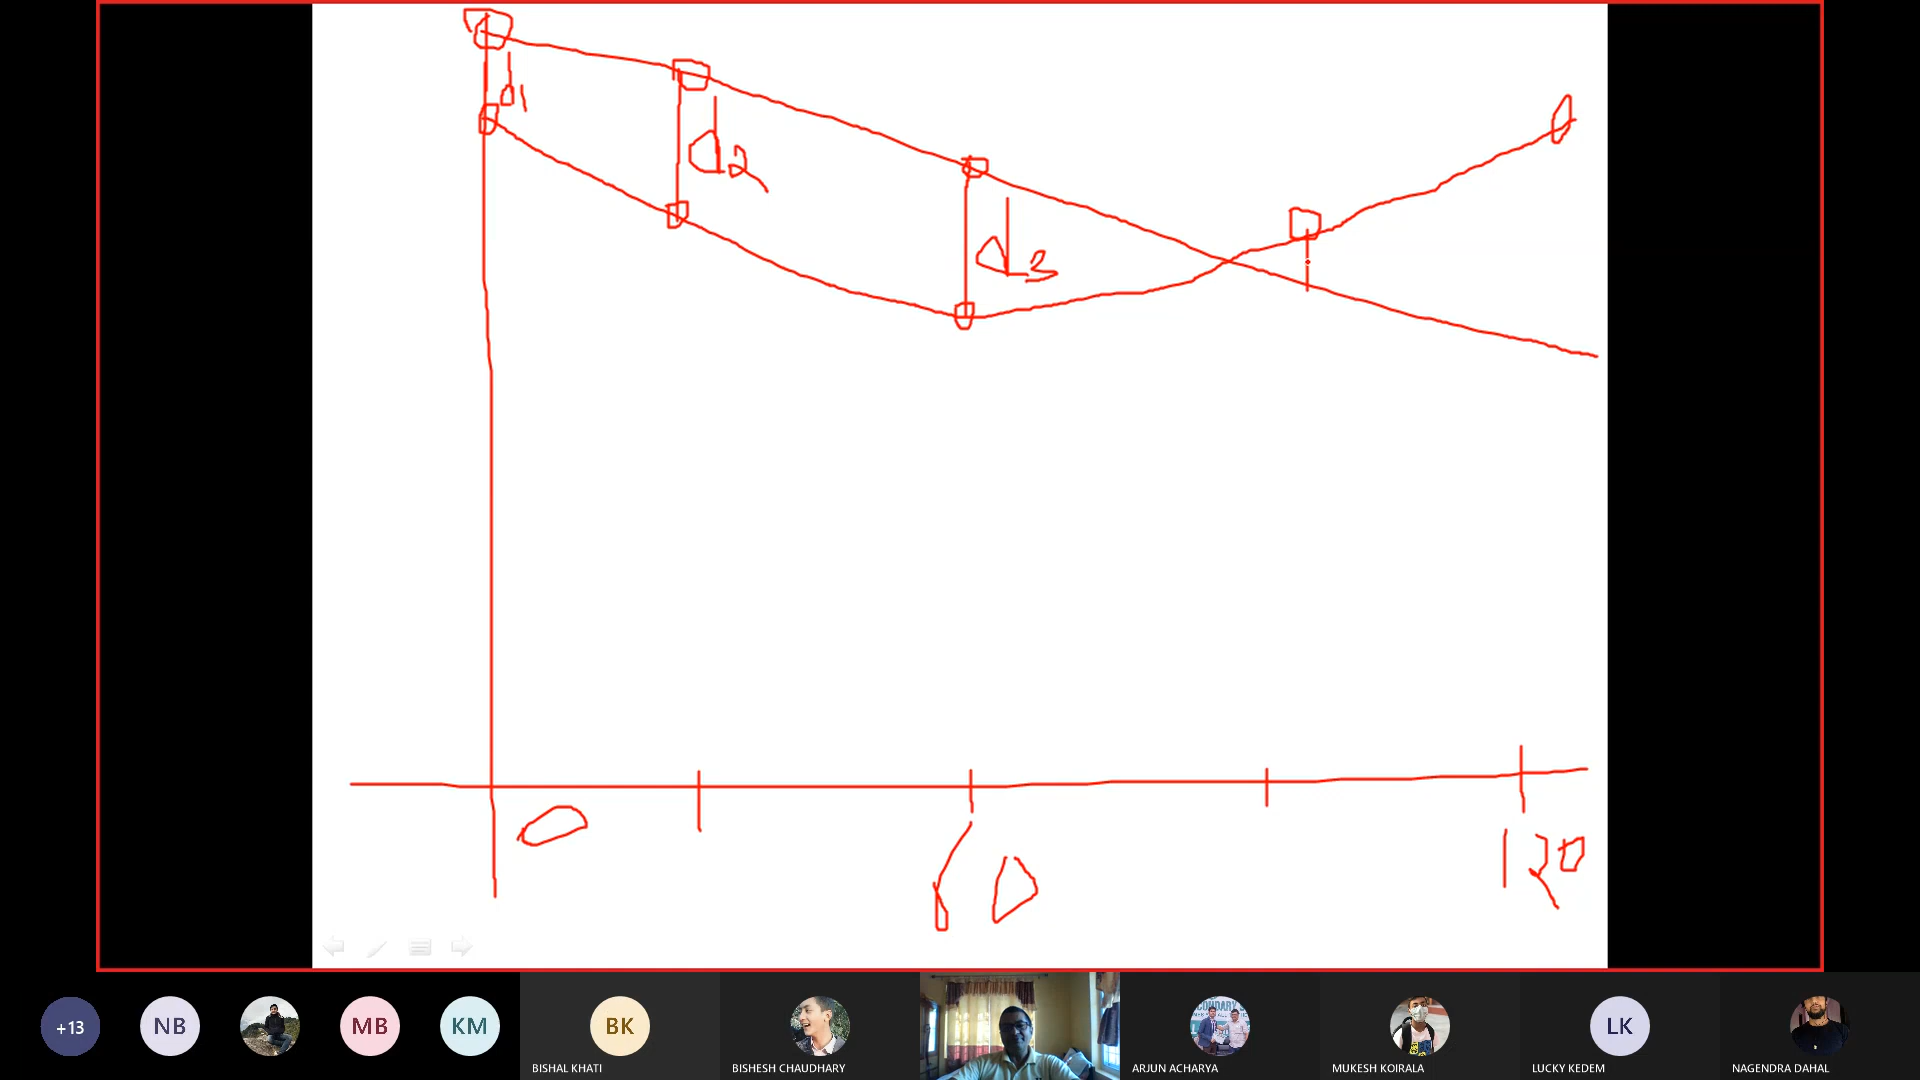 d1
d2
d3
0
60
120
+13
NB
MB
KM
BK
LK
BISHAL KHATI
BISHESH CHAUDHARY
ARJUN ACHARYA
MUKESH KOIRALA
LUCKY KEDEM
NAGENDRA DAHAL